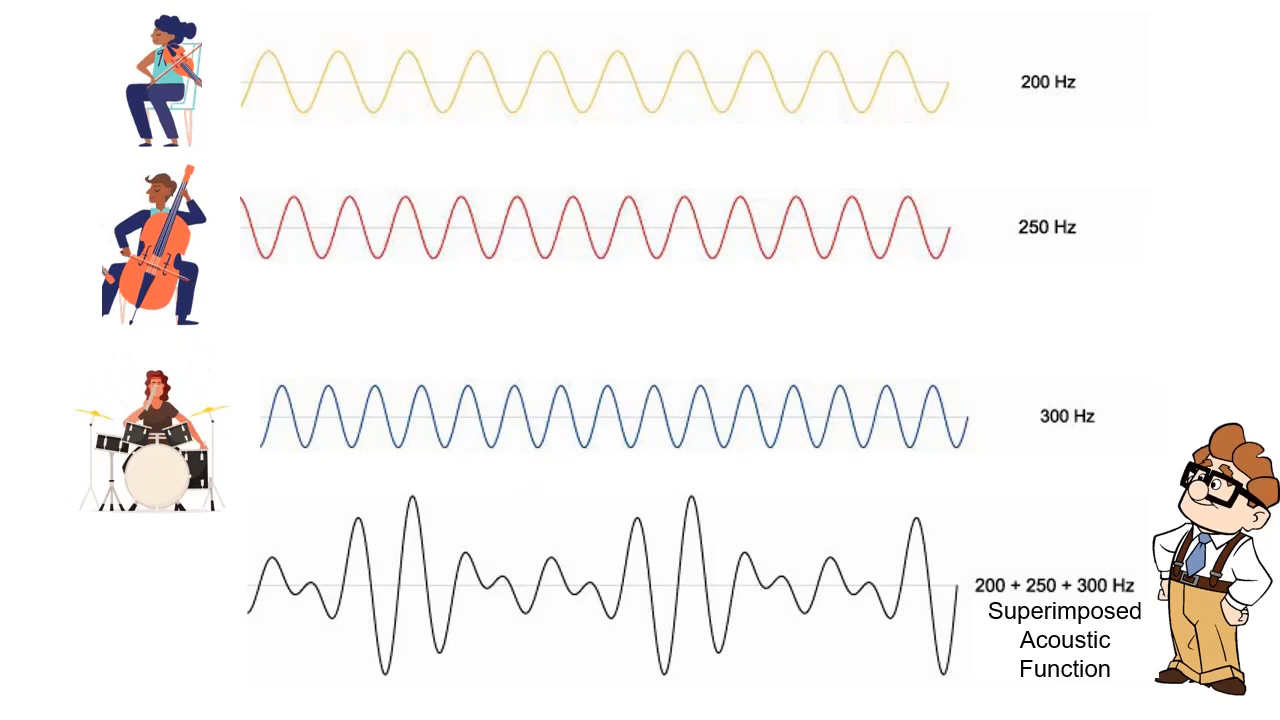 200 Hz
250 Hz
300 Hz
200 + 250 + 300 Hz
Superimposed
Acoustic
Function